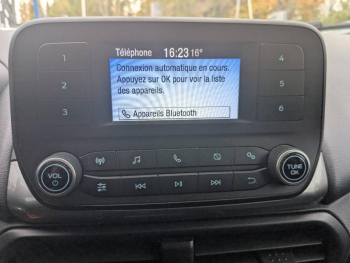 Téléphone 16:23 16°
1
2
3
Connexion automatique en cours.
Appuyez sur OK pour voir la liste
des appareils.
Appareils Bluetooth
4
5
6
VOL
TUNE
OK